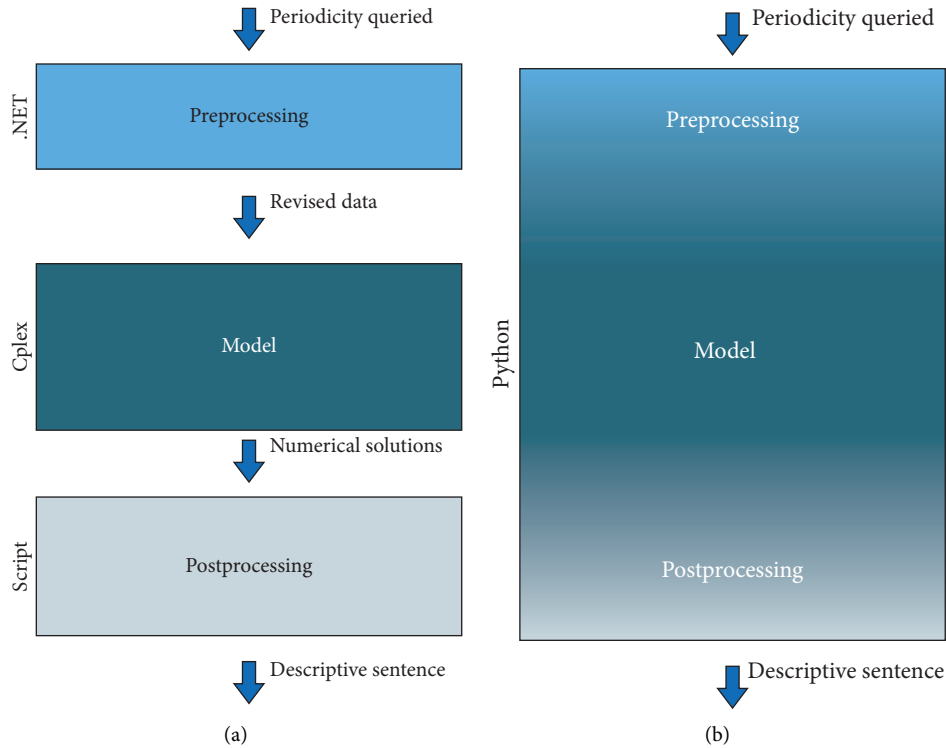 Periodicity queried
.NET
Preprocessing
Revised data
Cplex
Model
Numerical solutions
Script
Postprocessing
Descriptive sentence
(a)
Periodicity queried
Preprocessing
Python
Model
Postprocessing
Descriptive sentence
(b)